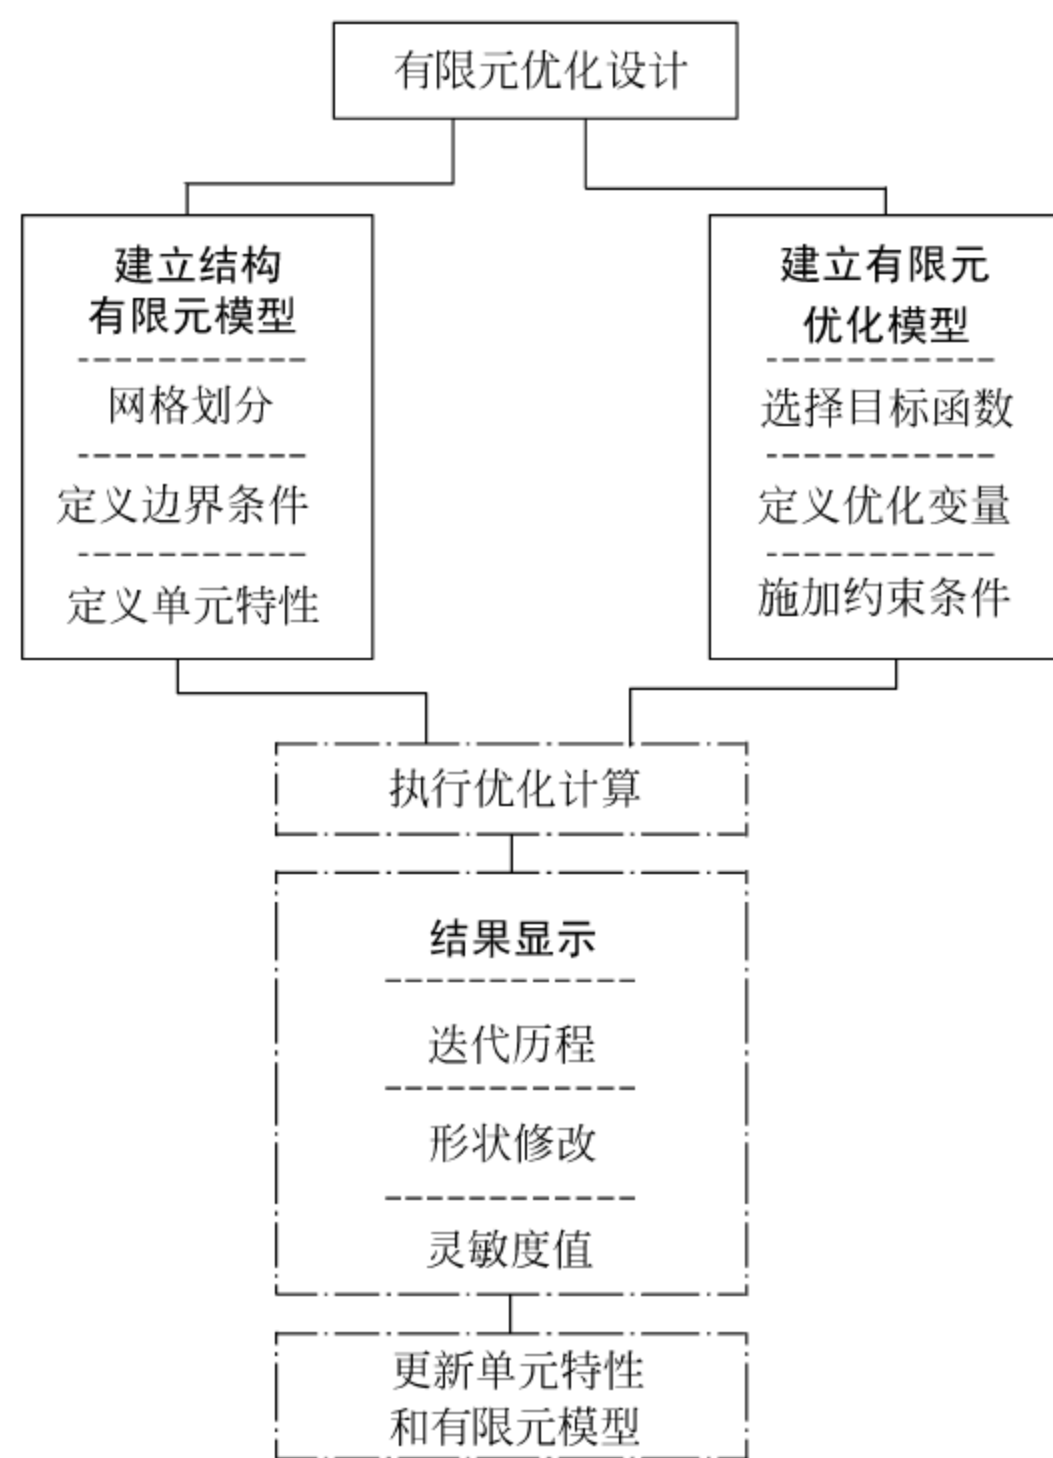 有限元优化设计
建立结构
有限元模型
网格划分
定义边界条件
定义单元特性
建立有限元
优化模型
选择目标函数
定义优化变量
施加约束条件
执行优化计算
结果显示
迭代历程
形状修改
灵敏度值
更新单元特性
和有限元模型